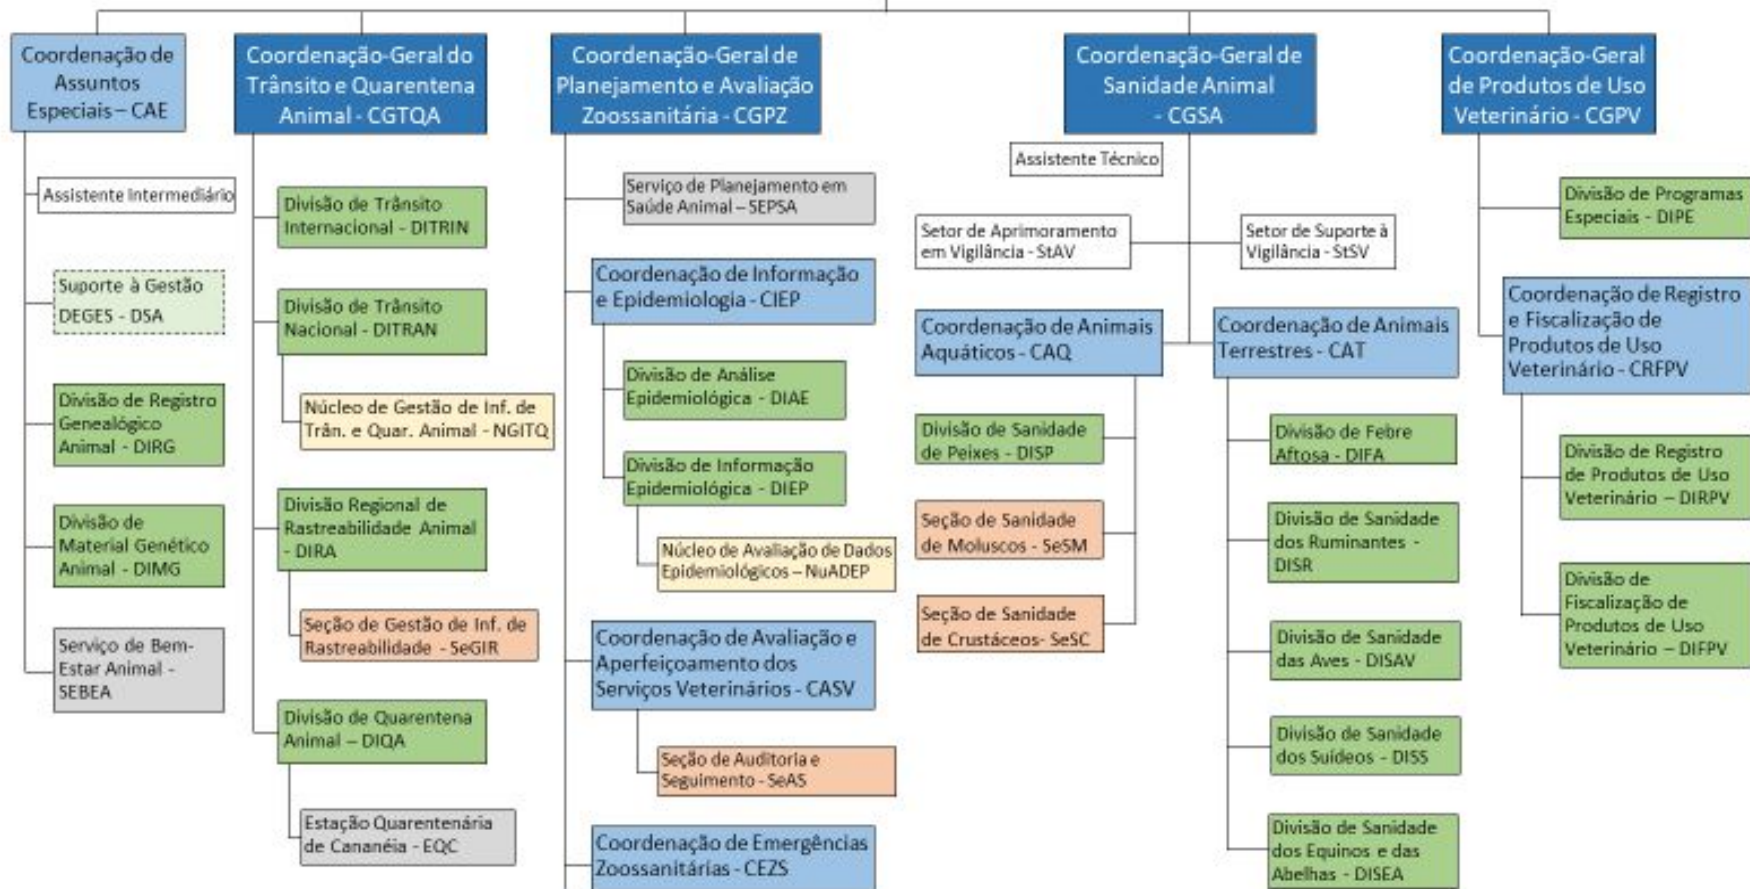 Coordenação de
Assuntos
Especiais – CAE
Assistente Intermediário
Suporte à Gestão
DEGES - DSA
Divisão de Registro
Genealógico
Animal - DIRG
Divisão de
Material Genético
Animal - DIMG
Serviço de Bem-
Estar Animal -
SEBEA
Coordenação-Geral do
Trânsito e Quarentena
Animal - CGTQA
Divisão de Trânsito
Internacional - DITRIN
Divisão de Trânsito
Nacional - DITRAN
Núcleo de Gestão de Inf. de
Trân. e Quar. Animal - NGITQ
Divisão Regional de
Rastreabilidade Animal
- DIRA
Seção de Gestão de Inf. de
Rastreabilidade - SeGIR
Divisão de Quarentena
Animal – DIQA
Estação Quarentenária
de Cananéia - EQC
Coordenação-Geral de
Planejamento e Avaliação
Zoossanitária - CGPZ
Serviço de Planejamento em
Saúde Animal – SEPSA
Coordenação de Informação
e Epidemiologia - CIEP
Divisão de Análise
Epidemiológica - DIAE
Divisão de Informação
Epidemiológica - DIEP
Núcleo de Avaliação de Dados
Epidemiológicos – NuADEP
Coordenação de Avaliação e
Aperfeiçoamento dos
Serviços Veterinários - CASV
Seção de Auditoria e
Seguimento - SeAS
Coordenação de Emergências
Zoossanitárias - CEZS
Coordenação-Geral de
Sanidade Animal
- CGSA
Assistente Técnico
Setor de Aprimoramento
em Vigilância - StAV
Setor de Suporte à
Vigilância - StSV
Coordenação de Animais
Aquáticos - CAQ
Divisão de Sanidade
de Peixes - DISP
Seção de Sanidade
de Moluscos - SeSM
Seção de Sanidade
de Crustáceos- SeSC
Coordenação de Animais
Terrestres - CAT
Divisão de Febre
Aftosa - DIFA
Divisão de Sanidade
dos Ruminantes -
DISR
Divisão de Sanidade
das Aves - DISAV
Divisão de Sanidade
dos Suídeos - DISS
Divisão de Sanidade
dos Equinos e das
Abelhas - DISEA
Coordenação-Geral
de Produtos de Uso
Veterinário - CGPV
Divisão de Programas
Especiais - DIPE
Coordenação de Registro
e Fiscalização de
Produtos de Uso
Veterinário - CRFPV
Divisão de Registro
de Produtos de Uso
Veterinário – DIRPV
Divisão de
Fiscalização de
Produtos de Uso
Veterinário – DIFPV